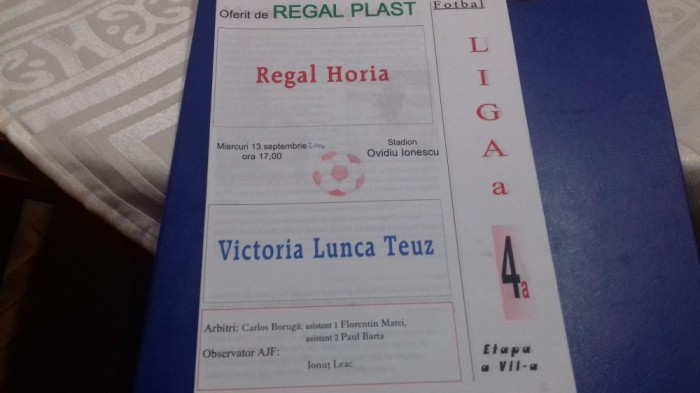 Oferit de REGAL PLAST
Regal Horia
Miercuri 13 septembrie
ora 17,00
Stadion
Ovidiu Ionescu
Victoria Lunca Teuz
Arbitri: Carlos Borugă; asistent 1 Florentin Matei,
asistent 2 Paul Barta
Observator AJF:
Ionuț Leac
Fotbal
LIGA a
4a
Etapa
a VII-a